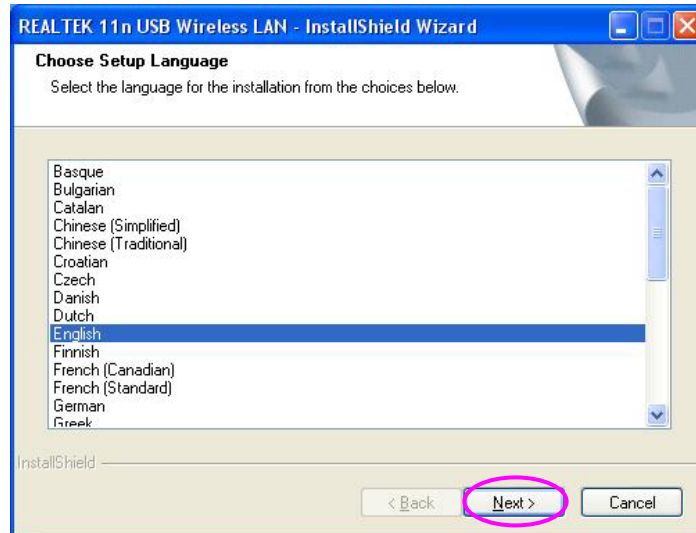 REALTEK 11n USB Wireless LAN - InstallShield Wizard
Choose Setup Language
Select the language for the installation from the choices below.
Basque
Bulgarian
Catalan
Chinese (Simplified)
Chinese (Traditional)
Croatian
Czech
Danish
Dutch
English
Finnish
French (Canadian)
French (Standard)
German
Greek
InstallShield
< Back Next > Cancel